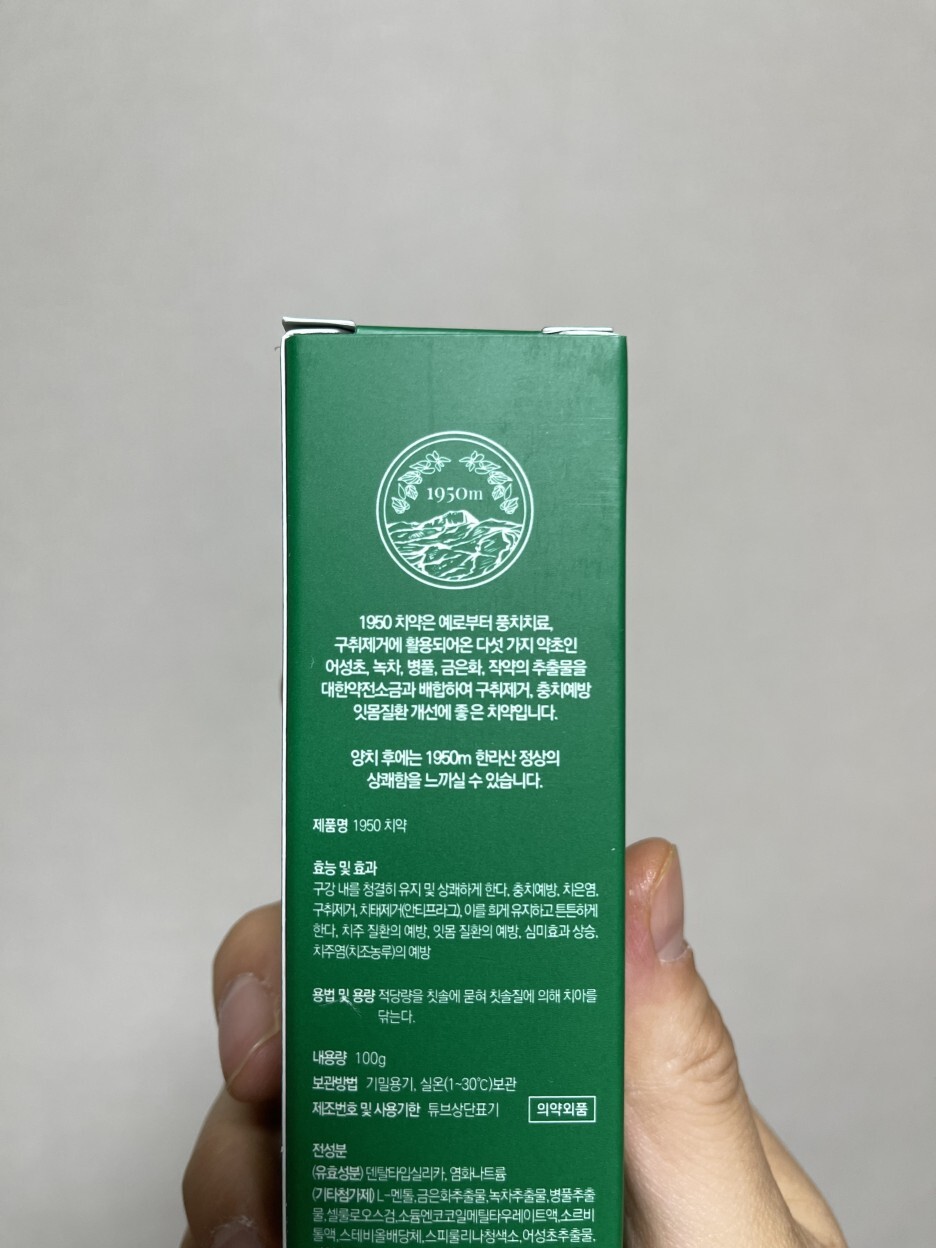 1950m
1950 치약은 예로부터 풍치치료,
구취제거에 활용되어온 다섯 가지 약초인
어성초, 녹차, 병풀, 금은화, 작약의 추출물을
대한약전소금과 배합하여 구취제거, 충치예방
잇몸질환 개선에 좋은 치약입니다.
양치 후에는 1950m 한라산 정상의
상쾌함을 느끼실 수 있습니다.
제품명 1950 치약
효능 및 효과
구강 내를 청결히 유지 및 상쾌하게 한다, 충치예방, 치은염,
구취제거, 치태제거(안티프라그), 이를 희게 유지하고 튼튼하게
한다, 치주 질환의 예방, 잇몸 질환의 예방, 심미효과 상승,
치주염(치조농루)의 예방
용법 및 용량 적당량을 칫솔에 묻혀 칫솔질에 의해 치아를
닦는다.
내용량 100g
보관방법 기밀용기, 실온(1~30℃)보관
제조번호 및 사용기한 튜브상단표기 의약외품
전성분
(유효성분) 덴탈타입실리카, 염화나트륨
(기타첨가제) L-멘톨,금은화추출물,녹차추출물,병풀추출
물,셀룰로오스검,소듐엔코코일메틸타우레이트액,소르비
톨액,스테비올배당체,스피룰리나청색소,어성초추출물,